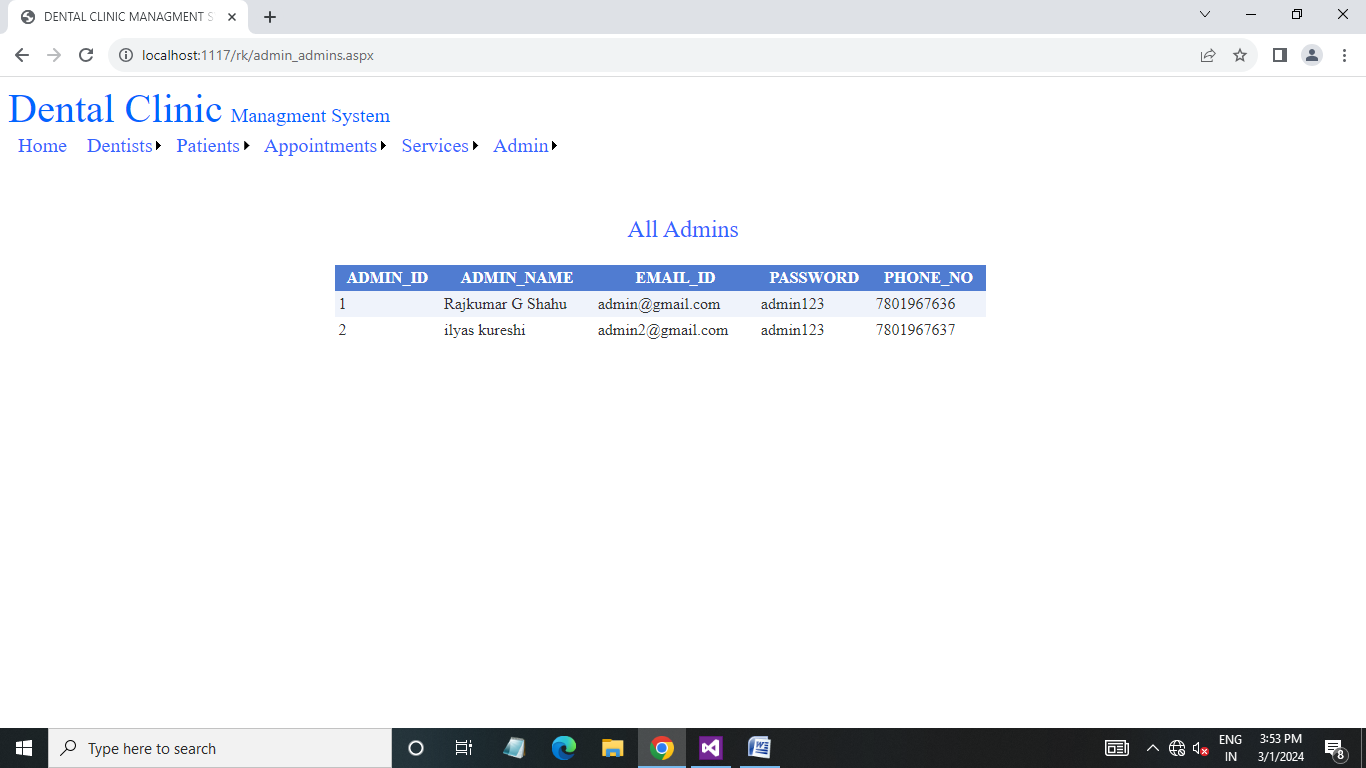 DENTAL CLINIC MANAGMENT S
localhost:1117/rk/admin_admins.aspx
Dental Clinic Managment System
Home Dentists Patients Appointments Services Admin
All Admins
ADMIN_ID ADMIN_NAME EMAIL_ID PASSWORD PHONE_NO
1 Rajkumar G Shahu admin@gmail.com admin123 7801967636
2 ilyas kureshi admin2@gmail.com admin123 7801967637
Type here to search
ENG
IN
3:53 PM
3/1/2024
8